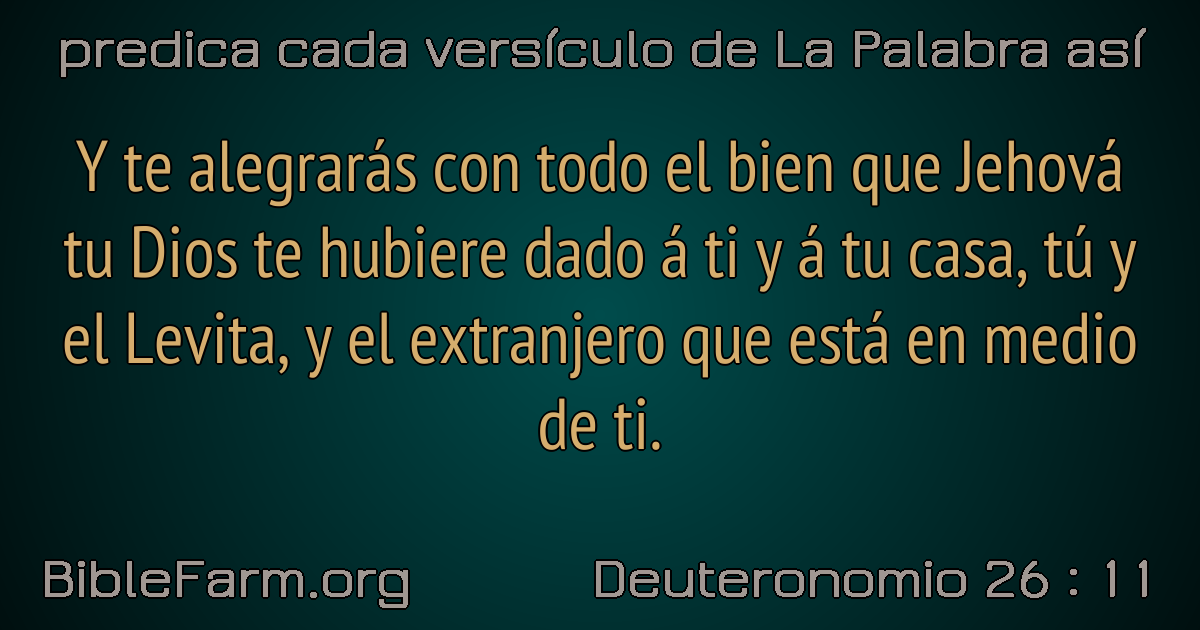 predica cada versículo de La Palabra así
Y te alegrarás con todo el bien que Jehová
tu Dios te hubiere dado á ti y á tu casa, tú y
el Levita, y el extranjero que está en medio
de ti.
BibleFarm.org
Deuteronomio 26 : 11